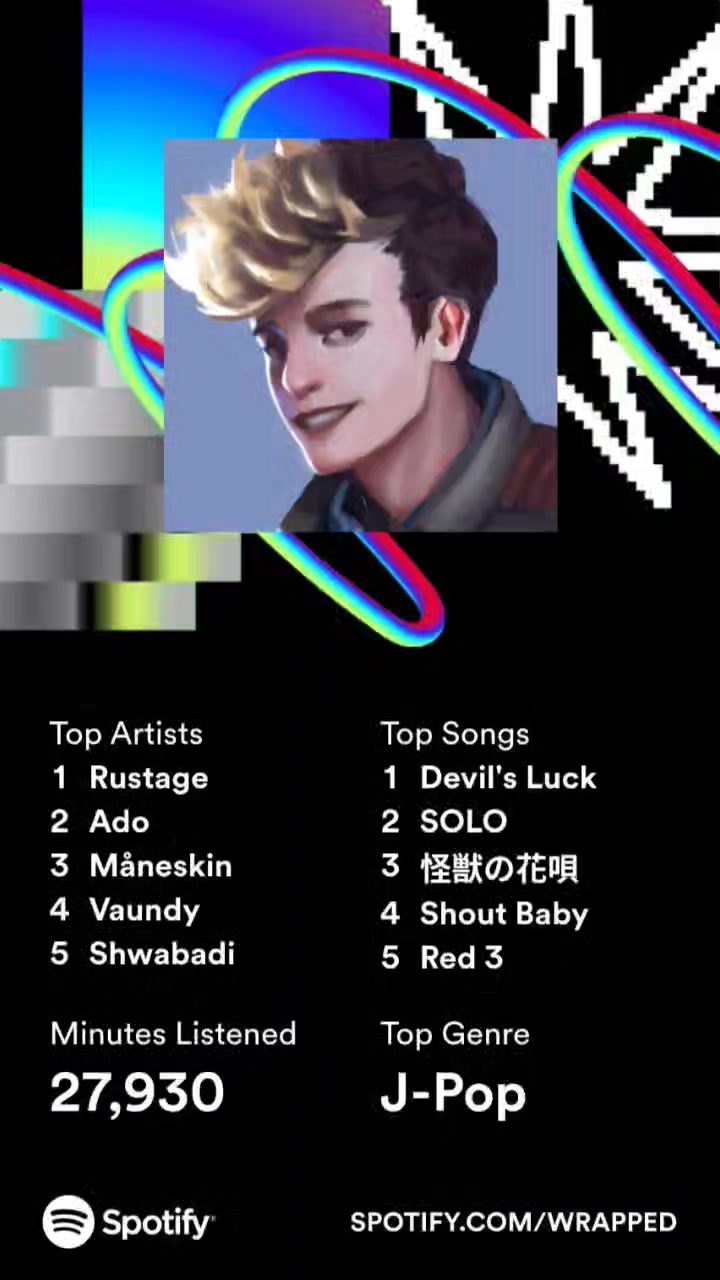 Top Artists
1 Rustage
2 Ado
3 Måneskin
4 Vaundy
5 Shwabadi
Top Songs
1 Devil's Luck
2 SOLO
3 怪獣の花唄
4 Shout Baby
5 Red 3
Minutes Listened
27,930
Top Genre
J-Pop
Spotify
SPOTIFY.COM/WRAPPED